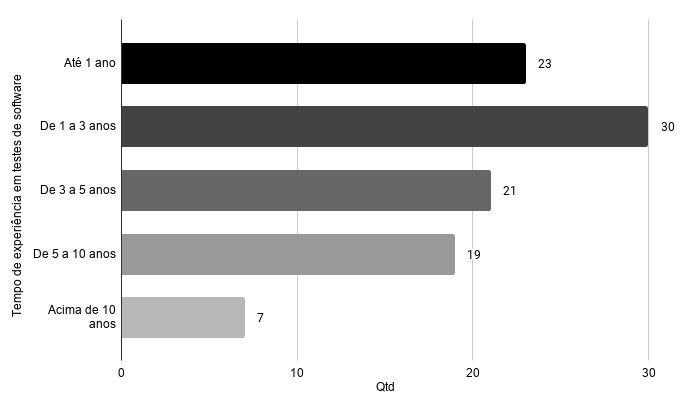 Tempo de experiência em testes de software
Até 1 ano
23
De 1 a 3 anos
30
De 3 a 5 anos
21
De 5 a 10 anos
19
Acima de 10
anos
7
0
10
20
30
Qtd